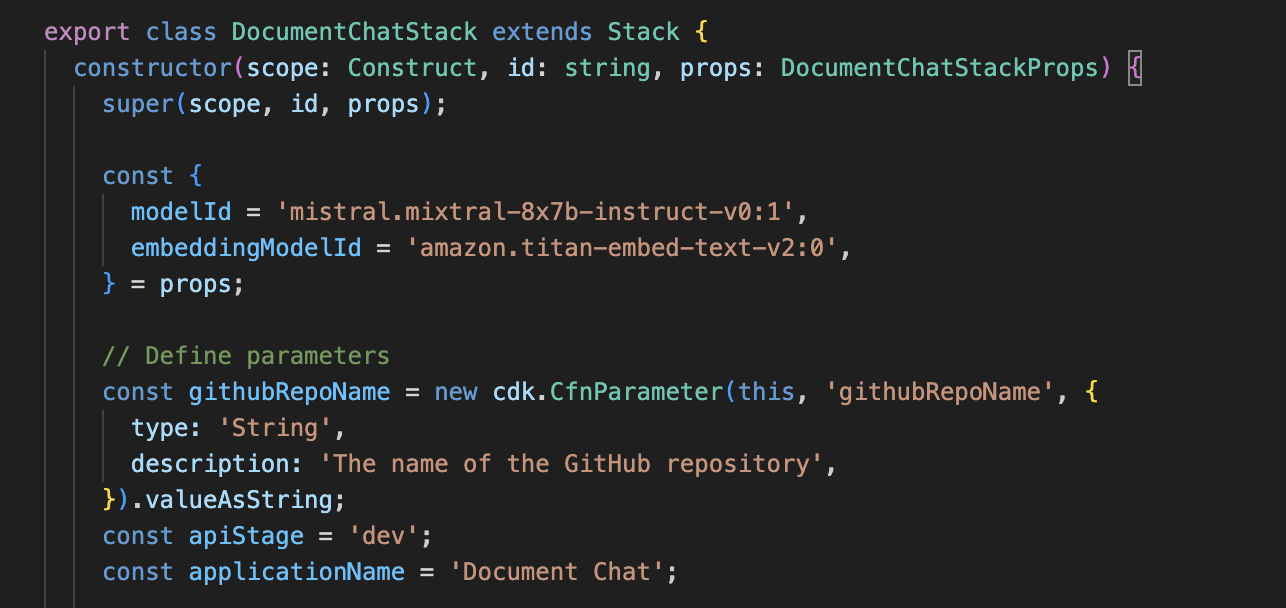 export class DocumentChatStack extends Stack {
constructor(scope: Construct, id: string, props: DocumentChatStackProps) {
super(scope, id, props);
const {
modelId = 'mistral.mixtral-8x7b-instruct-v0:1',
embeddingModelId = 'amazon.titan-embed-text-v2:0',
} = props;
// Define parameters
const githubRepoName = new cdk.CfnParameter(this, 'githubRepoName', {
type: 'String',
description: 'The name of the GitHub repository',
}).valueAsString;
const apiStage = 'dev';
const applicationName = 'Document Chat';